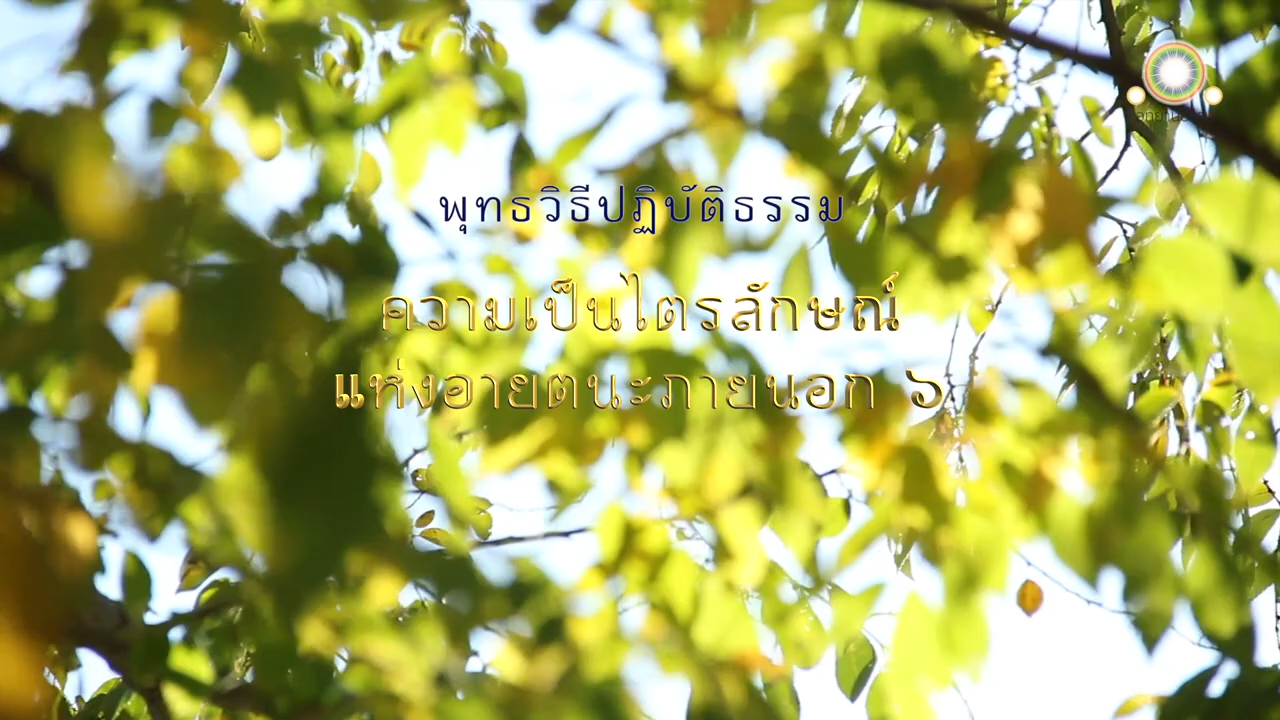 พุทธวิธีปฏิบัติธรรม
ความเป็นไตรลักษณ์
แห่งอายตนะภายนอก ๖